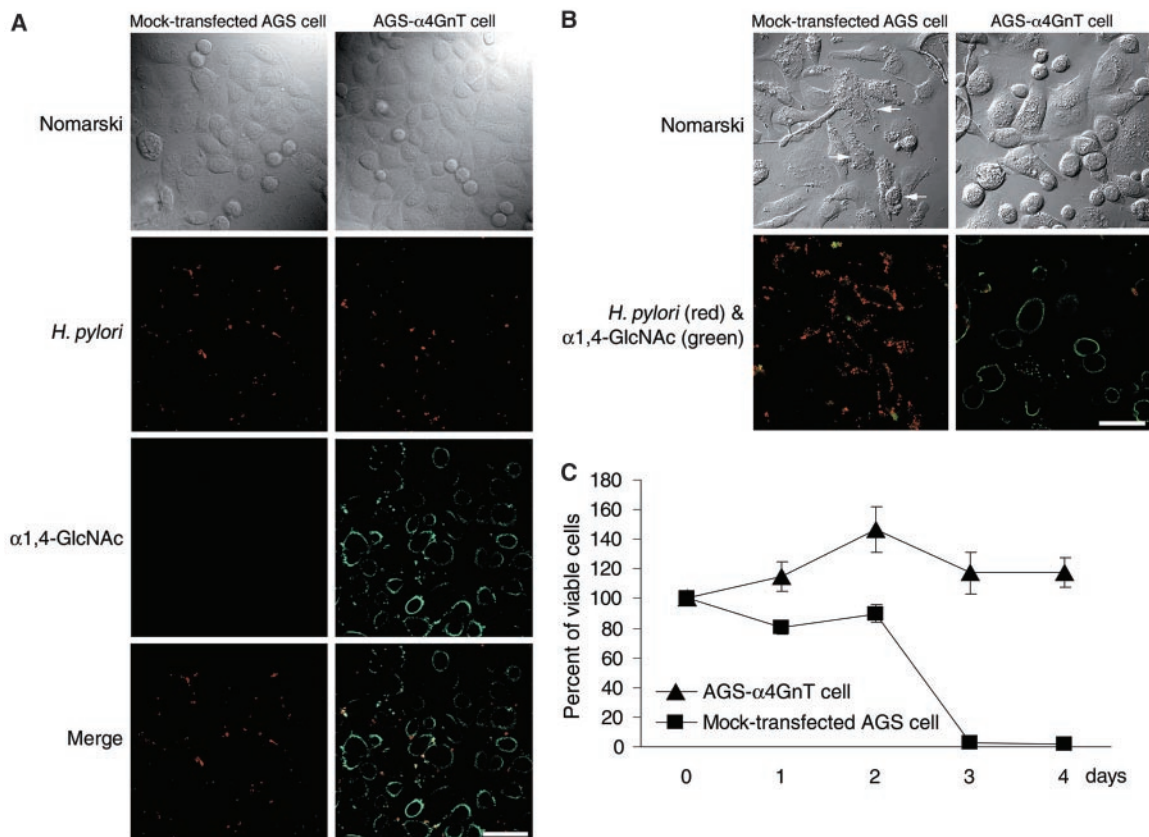 A
Mock-transfected AGS cell
AGS-α4GnT cell
Nomarski
H. pylori
α1,4-GlcNAc
Merge
B
Mock-transfected AGS cell
AGS-α4GnT cell
Nomarski
H. pylori (red) &
α1,4-GlcNAc (green)
C
Percent of viable cells
180
160
140
120
100
80
60
40
20
0
AGS-α4GnT cell
Mock-transfected AGS cell
0 1 2 3 4 days